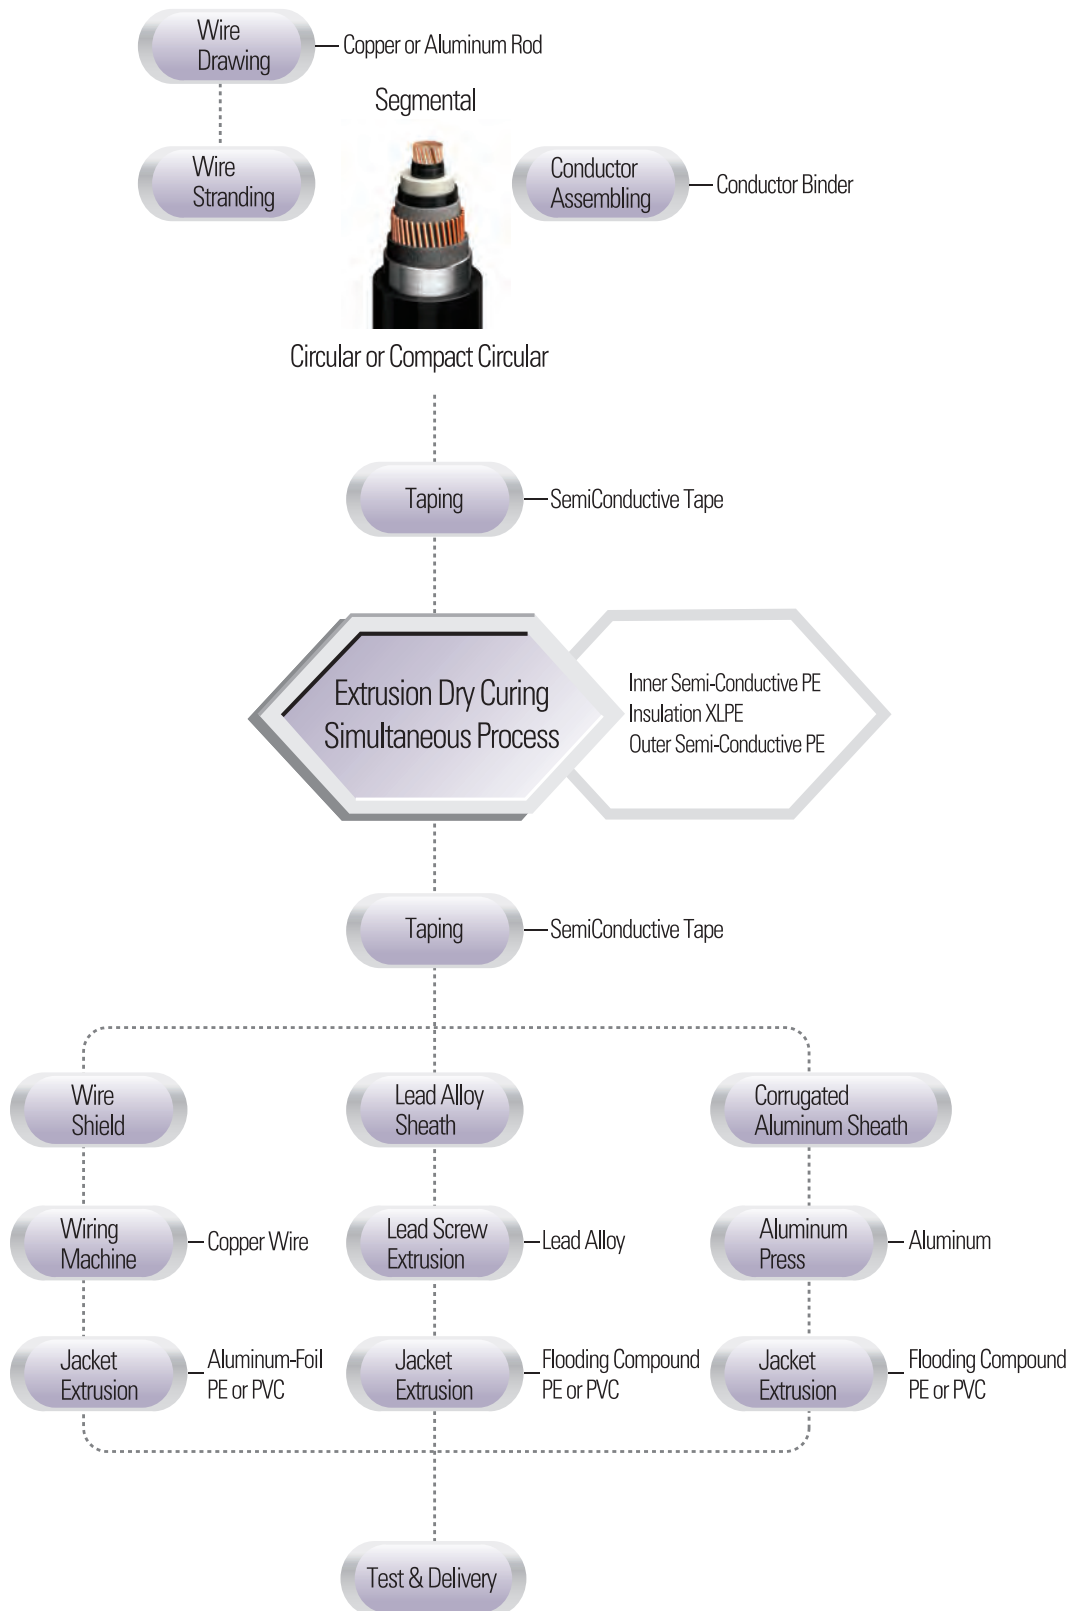 Wire
Drawing
Copper or Aluminum Rod
Segmental
Wire
Stranding
Conductor
Assembling
Conductor Binder
Circular or Compact Circular
Taping
SemiConductive Tape
Extrusion Dry Curing
Simultaneous Process
Inner Semi-Conductive PE
Insulation XLPE
Outer Semi-Conductive PE
Taping
SemiConductive Tape
Wire
Shield
Lead Alloy
Sheath
Corrugated
Aluminum Sheath
Wiring
Machine
Copper Wire
Lead Screw
Extrusion
Lead Alloy
Aluminum
Press
Aluminum
Jacket
Extrusion
Aluminum-Foil
PE or PVC
Jacket
Extrusion
Flooding Compound
PE or PVC
Jacket
Extrusion
Flooding Compound
PE or PVC
Test & Delivery